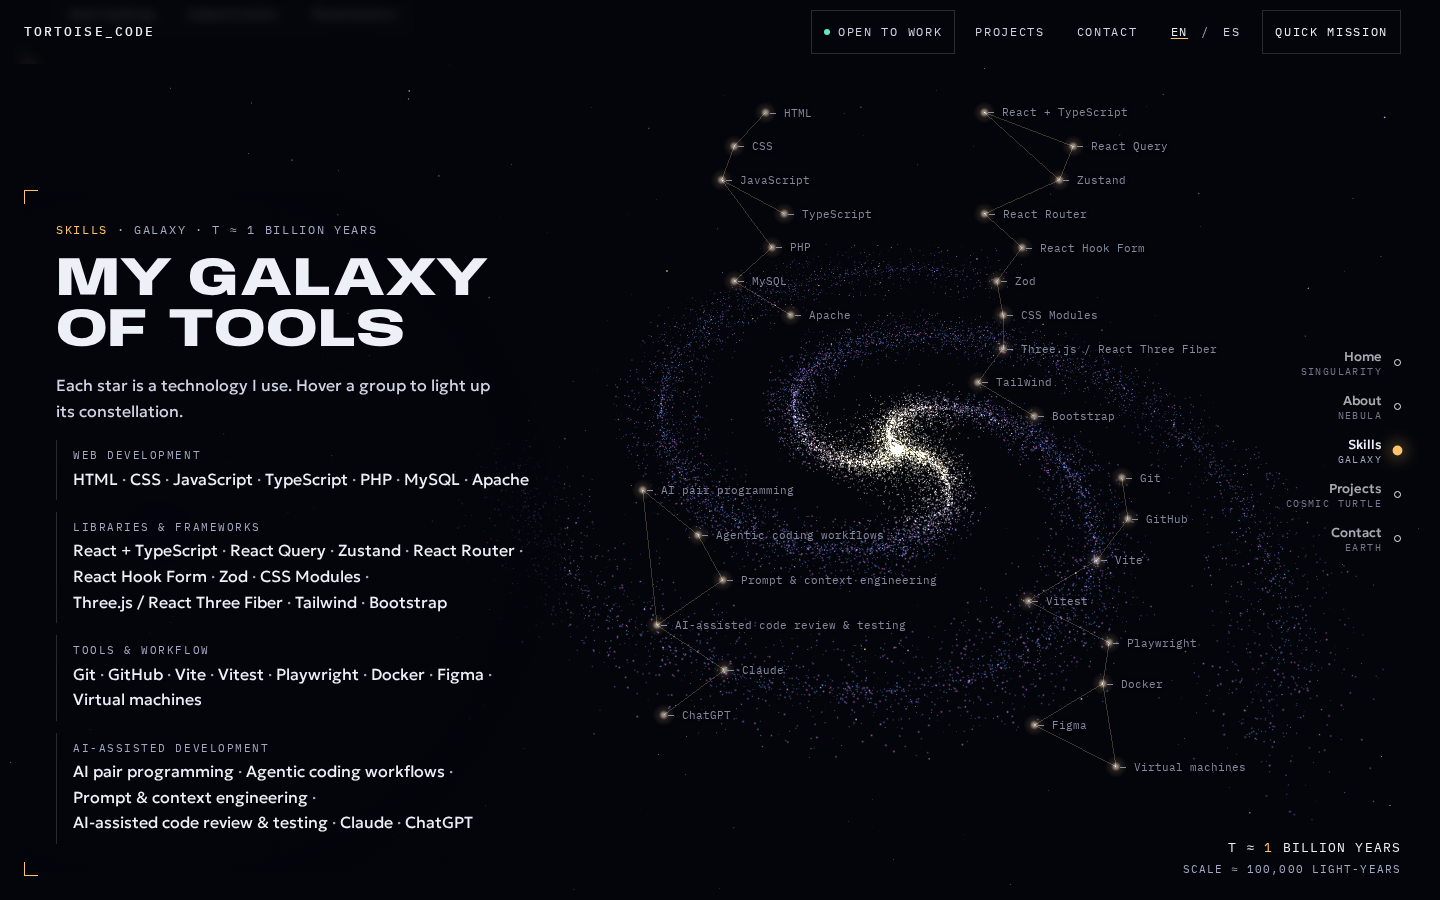 TORTOISE_CODE
OPEN TO WORK
PROJECTS
CONTACT
EN / ES
QUICK MISSION
SKILLS · GALAXY · T ≈ 1 BILLION YEARS
MY GALAXY
OF TOOLS
Each star is a technology I use. Hover a group to light up
its constellation.
WEB DEVELOPMENT
HTML · CSS · JavaScript · TypeScript · PHP · MySQL · Apache
LIBRARIES & FRAMEWORKS
React + TypeScript · React Query · Zustand · React Router ·
React Hook Form · Zod · CSS Modules ·
Three.js / React Three Fiber · Tailwind · Bootstrap
TOOLS & WORKFLOW
Git · GitHub · Vite · Vitest · Playwright · Docker · Figma ·
Virtual machines
AI-ASSISTED DEVELOPMENT
AI pair programming · Agentic coding workflows ·
Prompt & context engineering ·
AI-assisted code review & testing · Claude · ChatGPT
HTML
CSS
JavaScript
TypeScript
PHP
MySQL
Apache
React + TypeScript
React Query
Zustand
React Router
React Hook Form
Zod
CSS Modules
Three.js / React Three Fiber
Tailwind
Bootstrap
AI pair programming
Agentic coding workflows
Prompt & context engineering
AI-assisted code review & testing
Claude
ChatGPT
Git
GitHub
Vite
Vitest
Playwright
Docker
Figma
Virtual machines
Home
SINGULARITY
About
NEBULA
Skills
GALAXY
Projects
COSMIC TURTLE
Contact
EARTH
T ≈ 1 BILLION YEARS
SCALE ≈ 100,000 LIGHT-YEARS